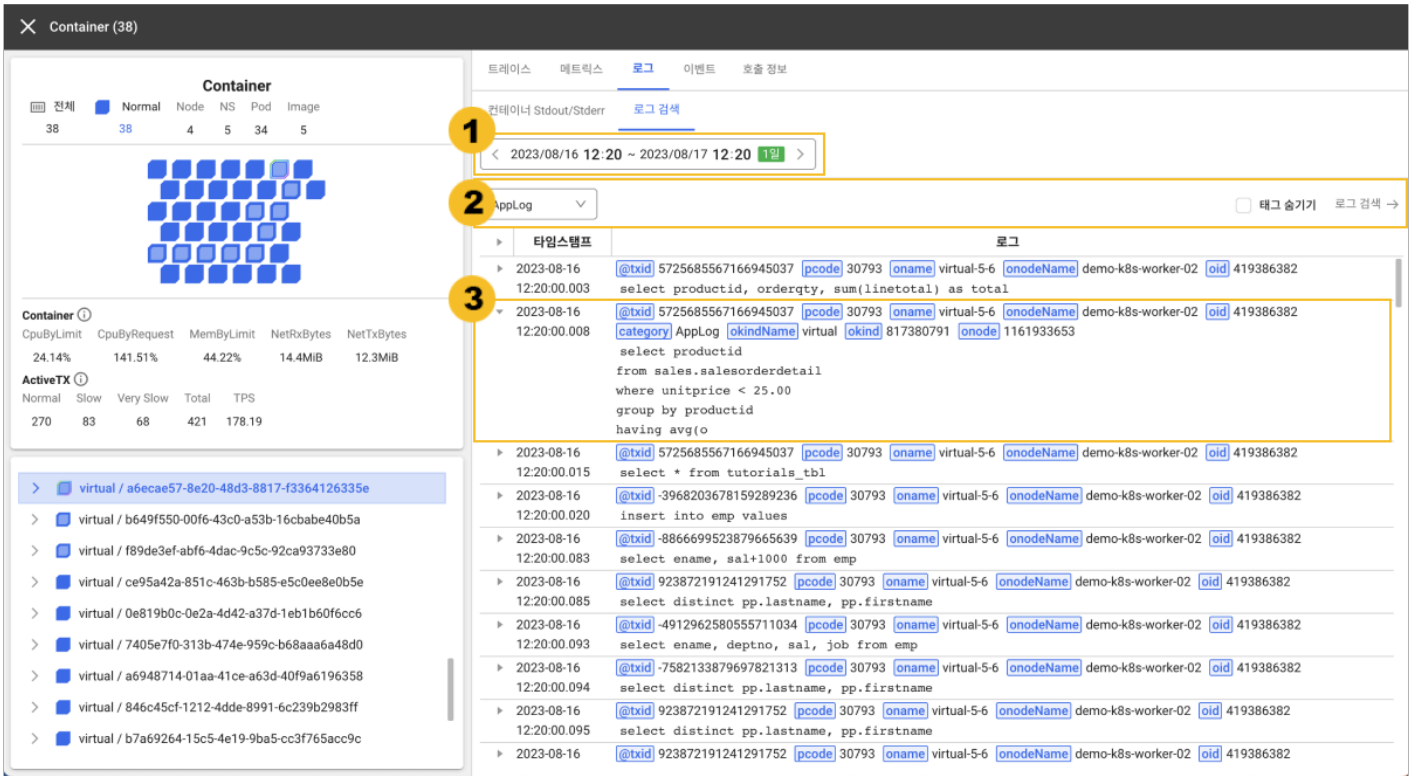 Container (38)
Container
전체 Normal Node NS Pod Image
38 38 4 5 34 5
Container
CpuByLimit CpuByRequest MemByLimit NetRxBytes NetTxBytes
24.14% 141.51% 44.22% 14.4MiB 12.3MiB
ActiveTX
Normal Slow Very Slow Total TPS
270 83 68 421 178.19
virtual / a6ecae57-8e20-48d3-8817-f3364126335e
virtual / b649f550-00f6-43c0-a53b-16cbabe40b5a
virtual / f89de3ef-abf6-4dac-9c5c-92ca93733e80
virtual / ce95a42a-851c-463b-b585-e5c0ee8e0b5e
virtual / 0e819b0c-0e2a-4d42-a37d-1eb1b60f6cc6
virtual / 7405e7f0-313b-474e-959c-b68aaa6a48d0
virtual / a6948714-01aa-41ce-a63d-40f9a6196358
virtual / 846c45cf-1212-4dde-8991-6c239b2983ff
virtual / b7a69264-15c5-4e19-9ba5-cc3f765acc9c
트레이스 메트릭스 로그 이벤트 호출 정보
컨테이너 Stdout/Stderr 로그 검색
1
2023/08/16 12:20 ~ 2023/08/17 12:20 1일
2
AppLog 태그 숨기기 로그 검색 →
타임스탬프 로그
2023-08-16 @txid 5725685567166945037 pcode 30793 oname virtual-5-6 onodeName demo-k8s-worker-02 oid 419386382
12:20:00.003 select productid, orderqty, sum(linetotal) as total
3
2023-08-16 @txid 5725685567166945037 pcode 30793 oname virtual-5-6 onodeName demo-k8s-worker-02 oid 419386382
12:20:00.008 category AppLog okindName virtual okind 817380791 onode 1161933653
select productid
from sales.salesorderdetail
where unitprice < 25.00
group by productid
having avg(o
2023-08-16 @txid 5725685567166945037 pcode 30793 oname virtual-5-6 onodeName demo-k8s-worker-02 oid 419386382
12:20:00.015 select * from tutorials_tbl
2023-08-16 @txid -3968203678159289236 pcode 30793 oname virtual-5-6 onodeName demo-k8s-worker-02 oid 419386382
12:20:00.020 insert into emp values
2023-08-16 @txid -8866699523879665639 pcode 30793 oname virtual-5-6 onodeName demo-k8s-worker-02 oid 419386382
12:20:00.083 select ename, sal+1000 from emp
2023-08-16 @txid 923872191241291752 pcode 30793 oname virtual-5-6 onodeName demo-k8s-worker-02 oid 419386382
12:20:00.085 select distinct pp.lastname, pp.firstname
2023-08-16 @txid -4912962580555711034 pcode 30793 oname virtual-5-6 onodeName demo-k8s-worker-02 oid 419386382
12:20:00.093 select ename, deptno, sal, job from emp
2023-08-16 @txid -7582133879697821313 pcode 30793 oname virtual-5-6 onodeName demo-k8s-worker-02 oid 419386382
12:20:00.094 select distinct pp.lastname, pp.firstname
2023-08-16 @txid 923872191241291752 pcode 30793 oname virtual-5-6 onodeName demo-k8s-worker-02 oid 419386382
12:20:00.095 select distinct pp.lastname, pp.firstname
2023-08-16 @txid 923872191241291752 pcode 30793 oname virtual-5-6 onodeName demo-k8s-worker-02 oid 419386382